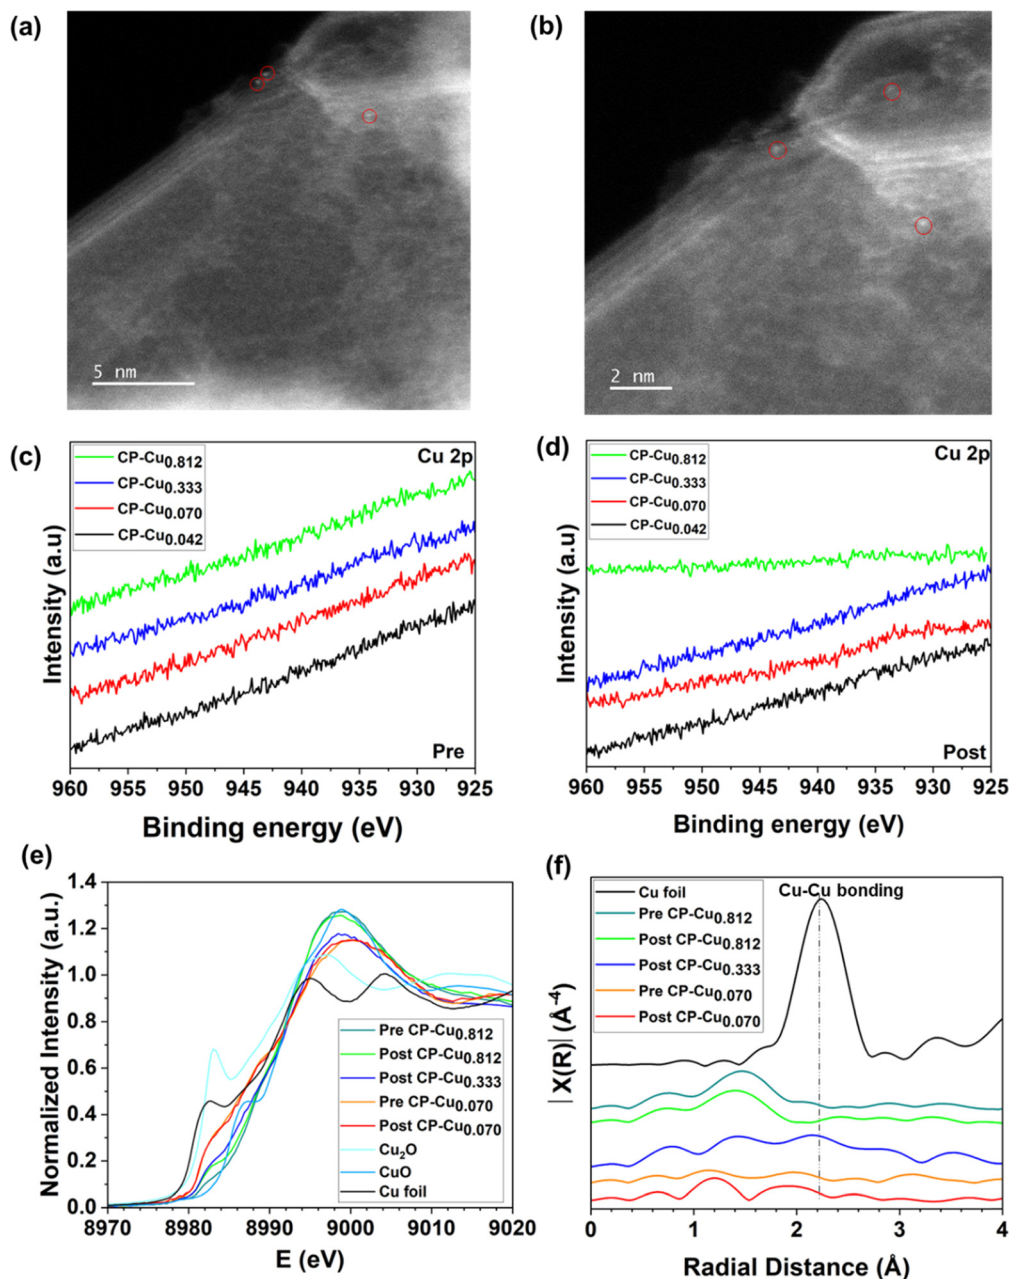 (a)
(b)
5 nm
2 nm
(c)
CP-Cu0.812
CP-Cu0.333
CP-Cu0.070
CP-Cu0.042
Cu 2p
Pre
Intensity (a.u)
960 955 950 945 940 935 930 925
Binding energy (eV)
(d)
CP-Cu0.812
CP-Cu0.333
CP-Cu0.070
CP-Cu0.042
Cu 2p
Post
Intensity (a.u)
960 955 950 945 940 935 930 925
Binding energy (eV)
(e)
Normalized Intensity (a.u.)
1.4
1.2
1.0
0.8
0.6
0.4
0.2
0.0
Pre CP-Cu0.812
Post CP-Cu0.812
Post CP-Cu0.333
Pre CP-Cu0.070
Post CP-Cu0.070
Cu2O
CuO
Cu foil
8970 8980 8990 9000 9010 9020
E (eV)
(f)
|X(R)| (Å-4)
Cu foil
Pre CP-Cu0.812
Post CP-Cu0.812
Post CP-Cu0.333
Pre CP-Cu0.070
Post CP-Cu0.070
Cu-Cu bonding
0 1 2 3 4
Radial Distance (Å)